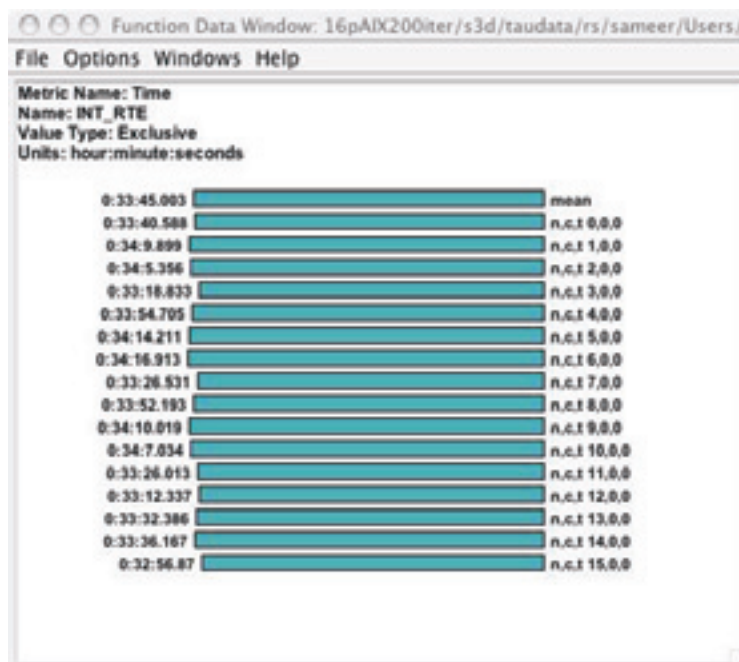 Function Data Window: 16pAIX200iter/s3d/taudata/rs/sameer/Users/
File Options Windows Help
Metric Name: Time
Name: INT_RTE
Value Type: Exclusive
Units: hour:minute:seconds
0:33:45.003 mean
0:33:40.588 n,c,t 0,0,0
0:34:9.899 n,c,t 1,0,0
0:34:5.356 n,c,t 2,0,0
0:33:18.833 n,c,t 3,0,0
0:33:54.705 n,c,t 4,0,0
0:34:14.211 n,c,t 5,0,0
0:34:16.913 n,c,t 6,0,0
0:33:26.531 n,c,t 7,0,0
0:33:52.193 n,c,t 8,0,0
0:34:10.019 n,c,t 9,0,0
0:34:7.034 n,c,t 10,0,0
0:33:26.013 n,c,t 11,0,0
0:33:12.337 n,c,t 12,0,0
0:33:32.386 n,c,t 13,0,0
0:33:36.167 n,c,t 14,0,0
0:32:56.87 n,c,t 15,0,0